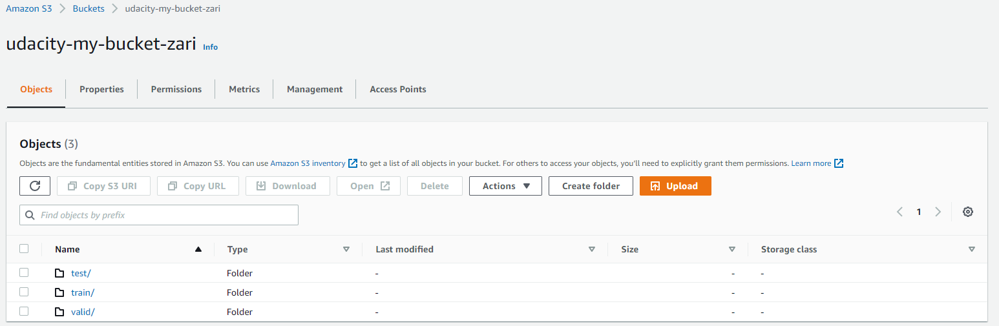 Amazon S3 > Buckets > udacity-my-bucket-zari
udacity-my-bucket-zari Info
Objects Properties Permissions Metrics Management Access Points
Objects (3)
Objects are the fundamental entities stored in Amazon S3. You can use Amazon S3 inventory to get a list of all objects in your bucket. For others to access your objects, you'll need to explicitly grant them permissions. Learn more
Copy S3 URI Copy URL Download Open Delete Actions Create folder Upload
Find objects by prefix
1
Name Type Last modified Size Storage class
test/ Folder - - -
train/ Folder - - -
valid/ Folder - - -